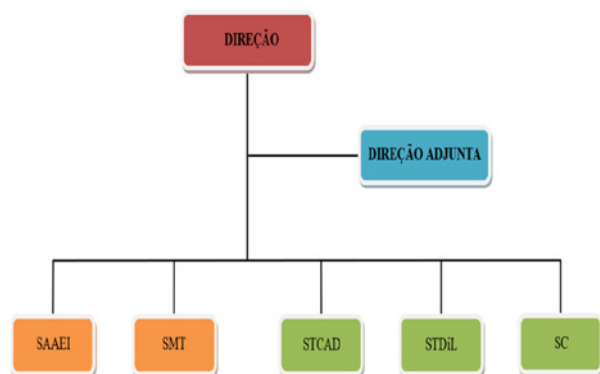 DIREÇÃO
DIREÇÃO ADJUNTA
SAAEI
SMT
STCAD
STDiL
SC